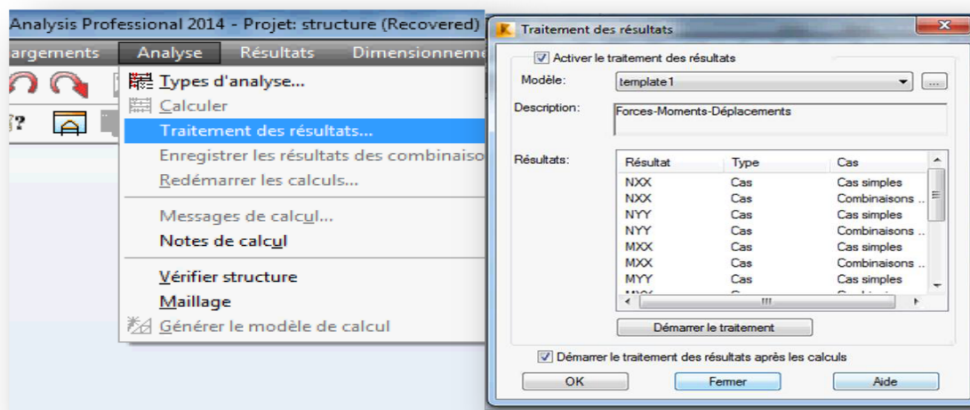 Analysis Professional 2014 - Projet: structure (Recovered)
argements Analyse Résultats Dimensionneme
Types d'analyse...
Calculer
Traitement des résultats...
Enregistrer les résultats des combinaiso
Redémarrer les calculs...
Messages de calcul...
Notes de calcul
Vérifier structure
Maillage
Générer le modèle de calcul
Traitement des résultats
Activer le traitement des résultats
Modèle: template1 ...
Description: Forces-Moments-Déplacements
Résultats: Résultat Type Cas
NXX Cas Cas simples
NXX Cas Combinaisons ..
NYY Cas Cas simples
NYY Cas Combinaisons ..
MXX Cas Cas simples
MXX Cas Combinaisons ..
MYY Cas Cas simples
Démarrer le traitement
Démarrer le traitement des résultats après les calculs
OK Fermer Aide